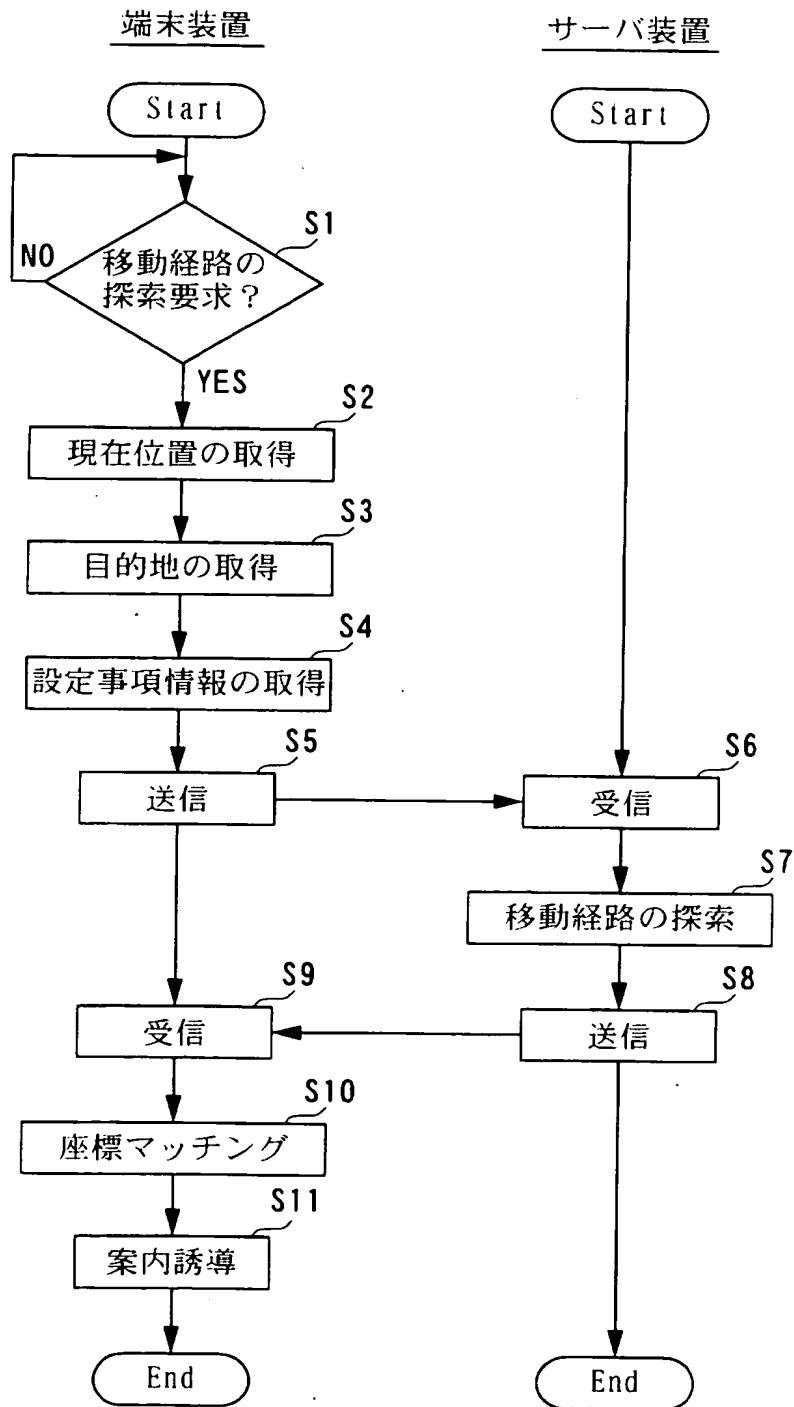 端末装置
サーバ装置
Start
Start
S1
移動経路の
探索要求？
NO
YES
S2
現在位置の取得
S3
目的地の取得
S4
設定事項情報の取得
S5
送信
S6
受信
S7
移動経路の探索
S8
送信
S9
受信
S10
座標マッチング
S11
案内誘導
End
End